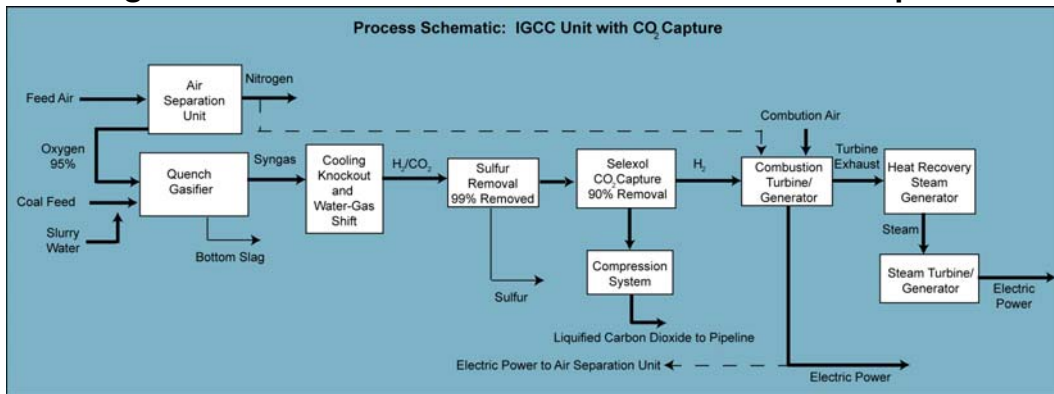 Process Schematic: IGCC Unit with CO2 Capture
Feed Air
Air
Separation
Unit
Nitrogen
Oxygen
95%
Coal Feed
Slurry
Water
Quench
Gasifier
Bottom Slag
Syngas
Cooling
Knockout
and
Water-Gas
Shift
H2/CO2
Sulfur
Removal
99% Removed
Sulfur
Selexol
CO2 Capture
90% Removal
Compression
System
Liquified Carbon Dioxide to Pipeline
H2
Combution Air
Combustion
Turbine/
Generator
Turbine
Exhaust
Heat Recovery
Steam
Generator
Steam
Steam Turbine/
Generator
Electric
Power
Electric Power to Air Separation Unit
Electric Power